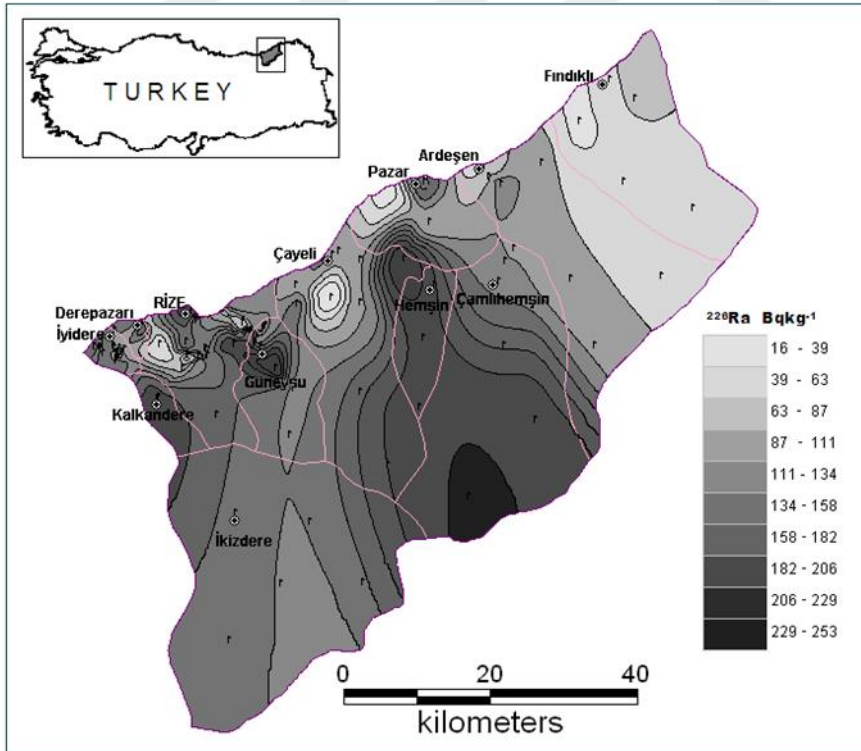 TURKEY
Fındıklı
Ardeşen
Pazar
Çayeli
Hemşin
Çamlıhemşin
RİZE
Derepazarı
İyidere
Güneysu
Kalkandere
İkizdere
²²⁶Ra Bqkg⁻¹
16 - 39
39 - 63
63 - 87
87 - 111
111 - 134
134 - 158
158 - 182
182 - 206
206 - 229
229 - 253
0 20 40
kilometers